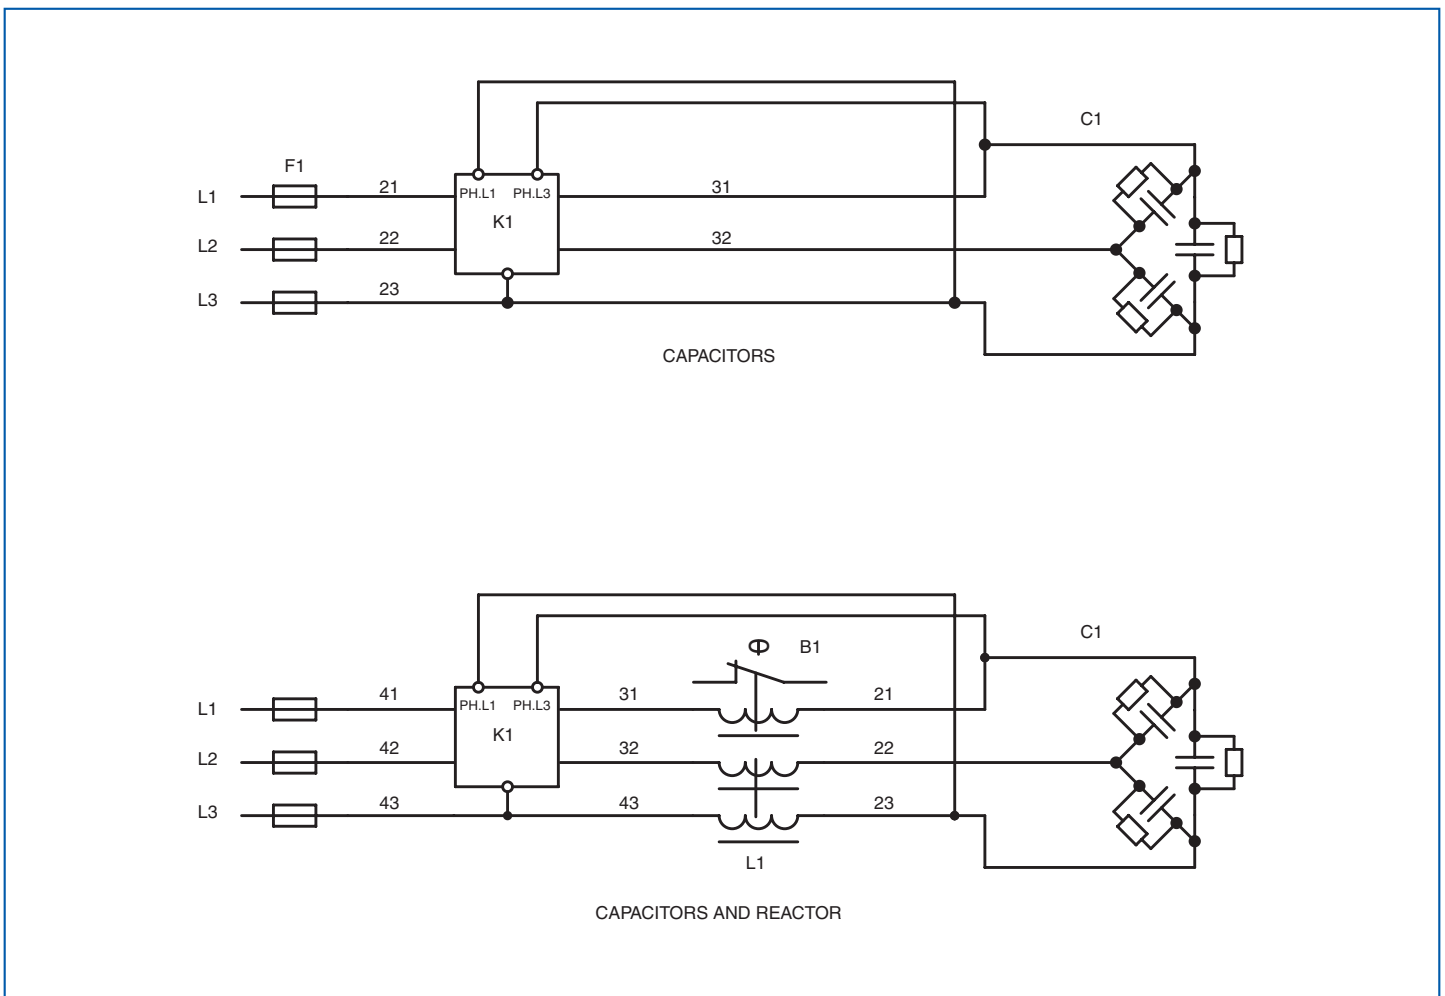 C1
F1
L1 21 PH.L1 PH.L3 31
K1
L2 22 32
L3 23
CAPACITORS
B1 C1
L1 41 PH.L1 PH.L3 31 21
K1
L2 42 32 22
L3 43 43 23
L1
CAPACITORS AND REACTOR